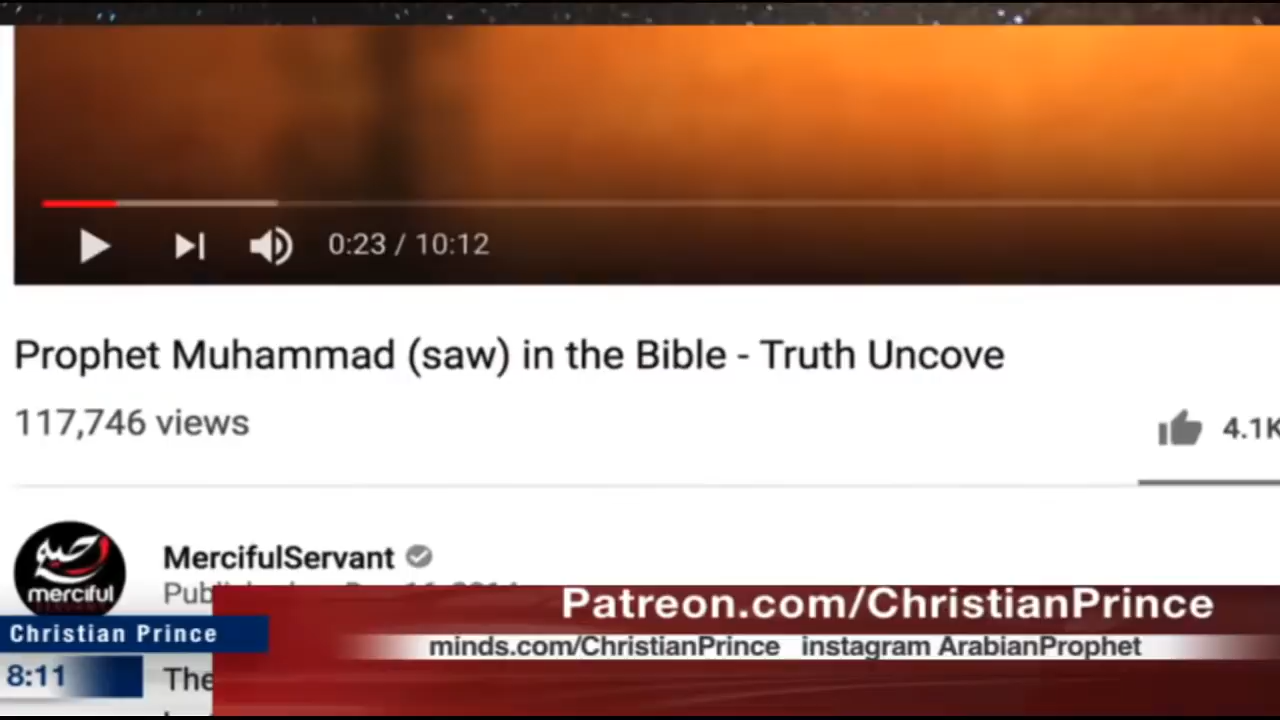 0:23 / 10:12
Prophet Muhammad (saw) in the Bible - Truth Uncove
117,746 views
4.1K
merciful
MercifulServant
Patreon.com/ChristianPrince
Christian Prince
minds.com/ChristianPrince instagram ArabianProphet
8:11
The